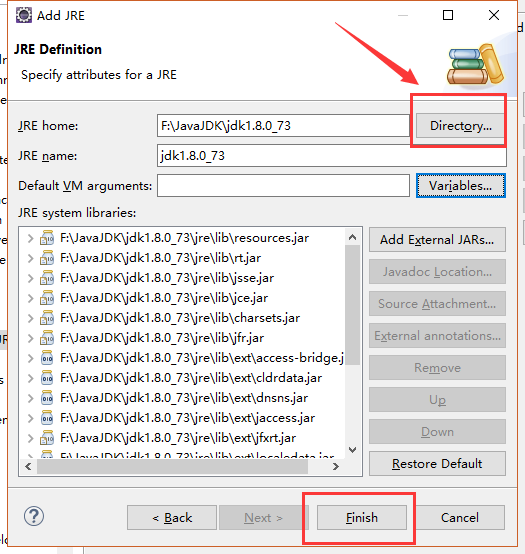 Add JRE
JRE Definition
Specify attributes for a JRE
JRE home: F:\JavaJDK\jdk1.8.0_73 Directory...
JRE name: jdk1.8.0_73
Default VM arguments: Variables...
JRE system libraries:
F:\JavaJDK\jdk1.8.0_73\jre\lib\resources.jar
F:\JavaJDK\jdk1.8.0_73\jre\lib\rt.jar
F:\JavaJDK\jdk1.8.0_73\jre\lib\jsse.jar
F:\JavaJDK\jdk1.8.0_73\jre\lib\jce.jar
F:\JavaJDK\jdk1.8.0_73\jre\lib\charsets.jar
F:\JavaJDK\jdk1.8.0_73\jre\lib\jfr.jar
F:\JavaJDK\jdk1.8.0_73\jre\lib\ext\access-bridge.j
F:\JavaJDK\jdk1.8.0_73\jre\lib\ext\cldrdata.jar
F:\JavaJDK\jdk1.8.0_73\jre\lib\ext\dnsns.jar
F:\JavaJDK\jdk1.8.0_73\jre\lib\ext\jaccess.jar
F:\JavaJDK\jdk1.8.0_73\jre\lib\ext\jfxrt.jar
F:\JavaJDK\jdk1.8.0_73\jre\lib\ext\localedata.jar
Add External JARs...
Javadoc Location...
Source Attachment...
External annotations...
Remove
Up
Down
Restore Default
< Back Next > Finish Cancel